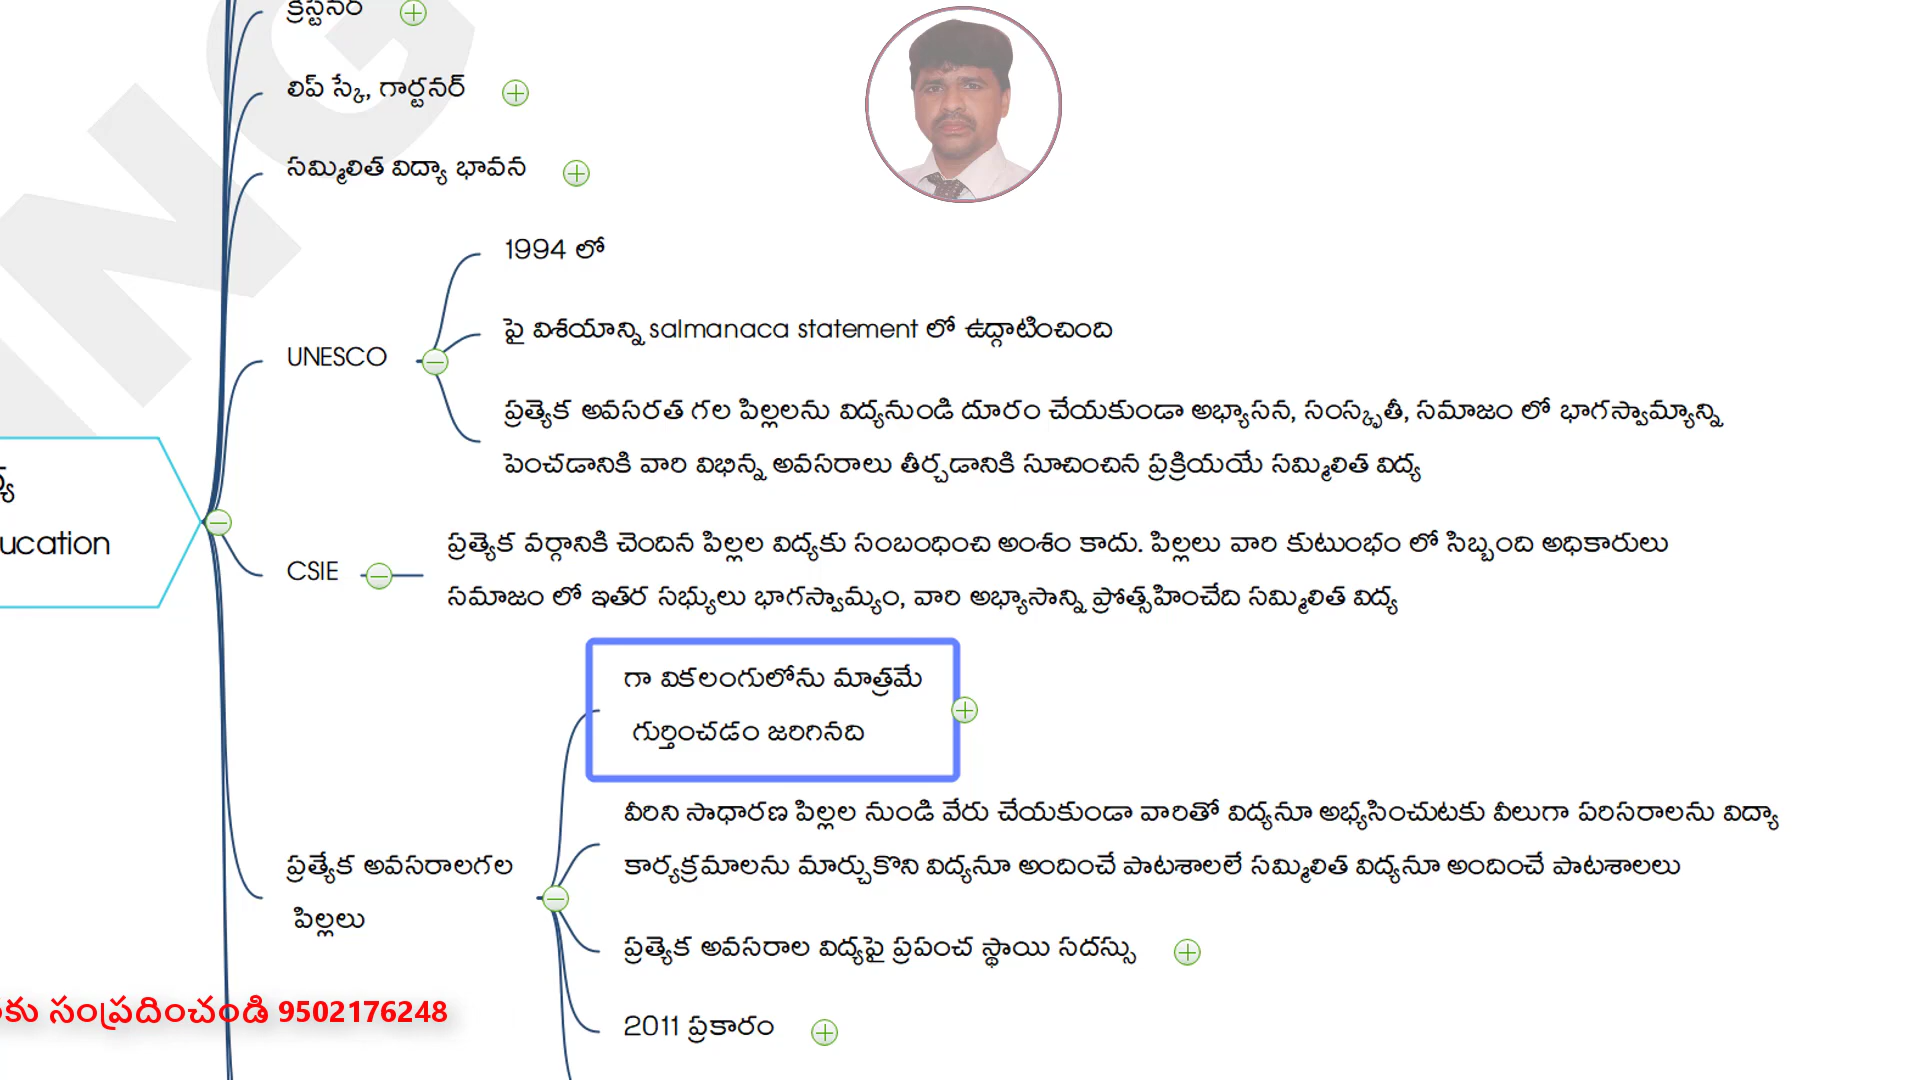 క్రిస్టనర్
లిప్ స్కే, గార్టనర్
సమ్మిలిత విద్యా భావన
1994 లో
UNESCO
పై విశయాన్ని salmanaca statement లో ఉద్గాటించింది
ప్రత్యెక అవసరత గల పిల్లలను విద్యనుండి దూరం చేయకుండా అభ్యాసన, సంస్కృతీ, సమాజం లో భాగస్వామ్యాన్ని
పెంచడానికి వారి విభిన్న అవసరాలు తీర్చడానికి సూచించిన ప్రక్రియయే సమ్మిలిత విద్య
ucation
CSIE
ప్రత్యెక వర్గానికి చెందిన పిల్లల విద్యకు సంబంధించి అంశం కాదు. పిల్లలు వారి కుటుంభం లో సిబ్బంది అధికారులు
సమాజం లో ఇతర సభ్యులు భాగస్వామ్యం, వారి అభ్యాసాన్ని ప్రోత్సహించేది సమ్మిలిత విద్య
గా వికలంగులోను మాత్రమే
గుర్తించడం జరిగినది
వీరిని సాధారణ పిల్లల నుండి వేరు చేయకుండా వారితో విద్యనూ అభ్యసించుటకు వీలుగా పరిసరాలను విద్యా
కార్యక్రమాలను మార్చుకొని విద్యనూ అందించే పాటశాలలే సమ్మిలిత విద్యనూ అందించే పాటశాలలు
ప్రత్యేక అవసరాలగల
పిల్లలు
ప్రత్యెక అవసరాల విద్యపై ప్రపంచ స్థాయి సదస్సు
2011 ప్రకారం
కు సంప్రదించండి 9502176248